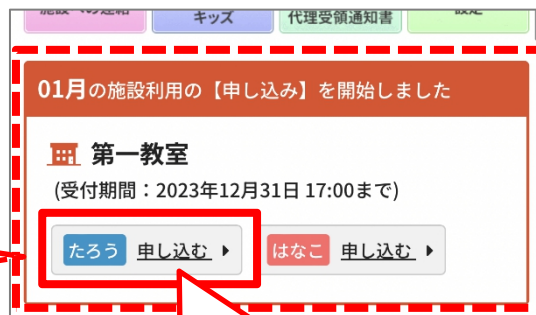 キッズ
代理受領通知書
01月の施設利用の【申し込み】を開始しました
第一教室
(受付期間：2023年12月31日 17:00まで)
たろう 申し込む はなこ 申し込む